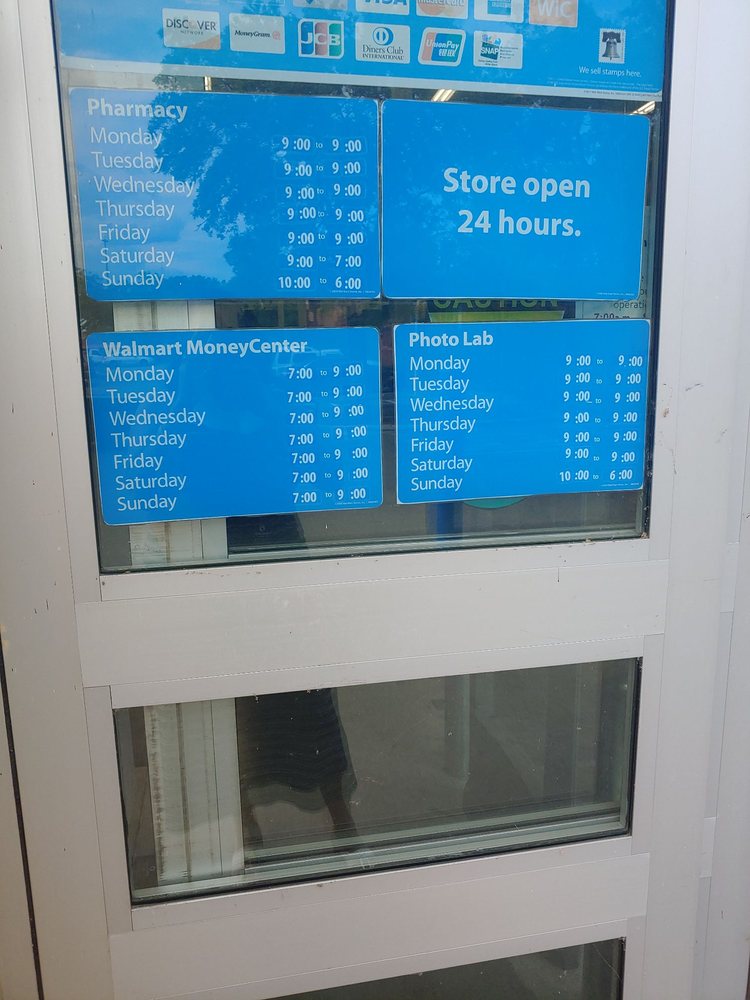 VISA
mastercard
WIC
DISCOVER
NETWORK
MoneyGram
JCB
Diners Club
INTERNATIONAL
UnionPay
银联
SNAP
We sell stamps here.
Pharmacy
Monday 9:00 to 9:00
Tuesday 9:00 to 9:00
Wednesday 9:00 to 9:00
Thursday 9:00 to 9:00
Friday 9:00 to 9:00
Saturday 9:00 to 7:00
Sunday 10:00 to 6:00
Store open
24 hours.
CAUTION
operati
7:00am
Walmart MoneyCenter
Monday 7:00 to 9:00
Tuesday 7:00 to 9:00
Wednesday 7:00 to 9:00
Thursday 7:00 to 9:00
Friday 7:00 to 9:00
Saturday 7:00 to 9:00
Sunday 7:00 to 9:00
Photo Lab
Monday 9:00 to 9:00
Tuesday 9:00 to 9:00
Wednesday 9:00 to 9:00
Thursday 9:00 to 9:00
Friday 9:00 to 9:00
Saturday 9:00 to 9:00
Sunday 10:00 to 6:00